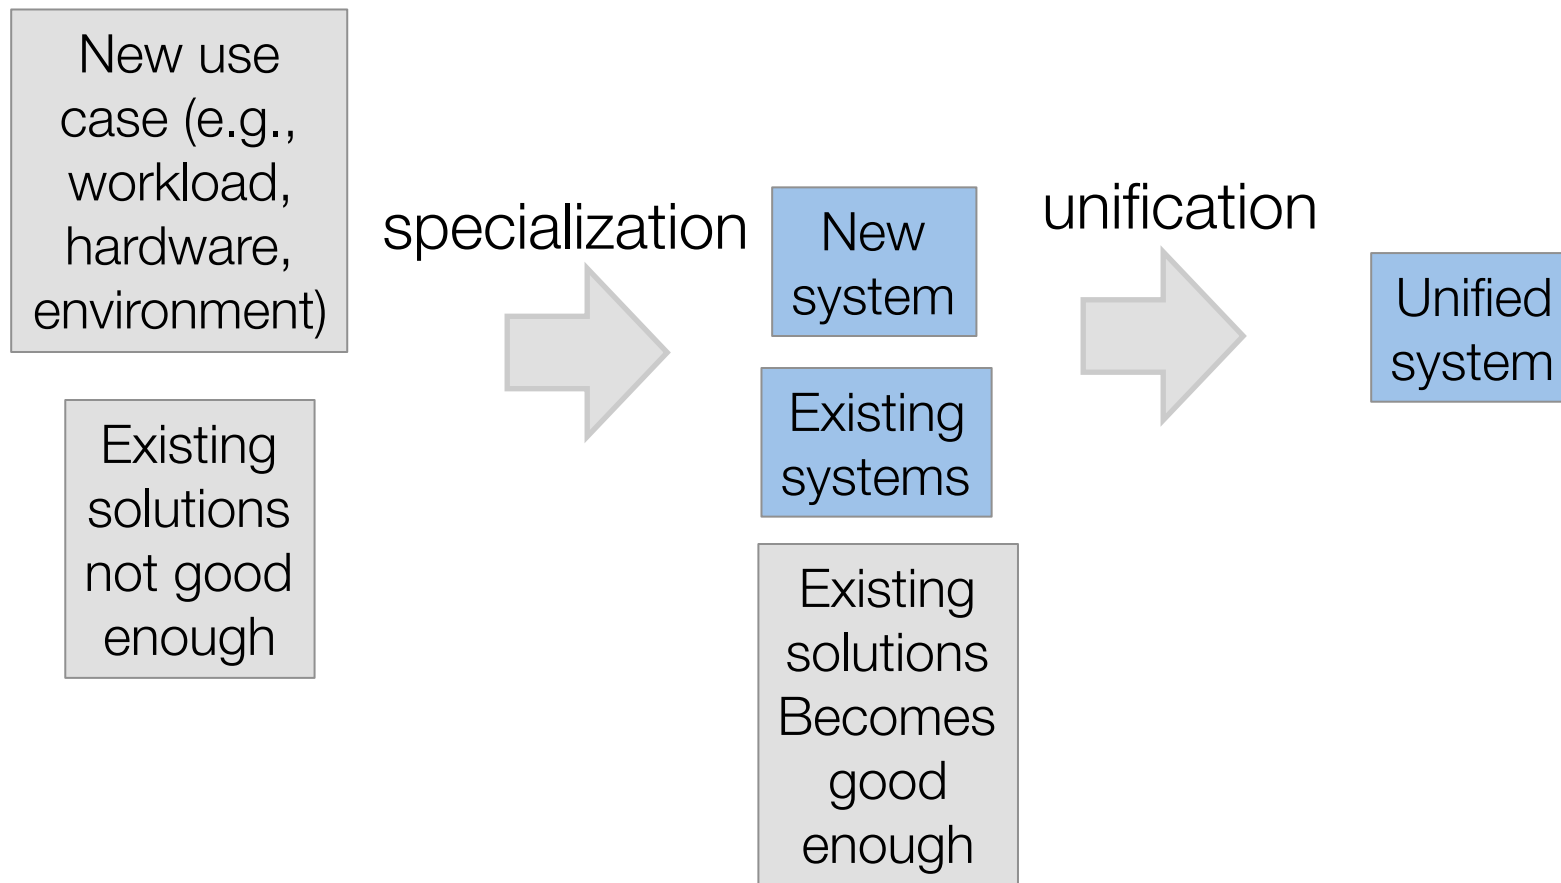 New use
case (e.g.,
workload,
hardware,
environment)
Existing
solutions
not good
enough
specialization
New
system
Existing
systems
Existing
solutions
Becomes
good
enough
unification
Unified
system